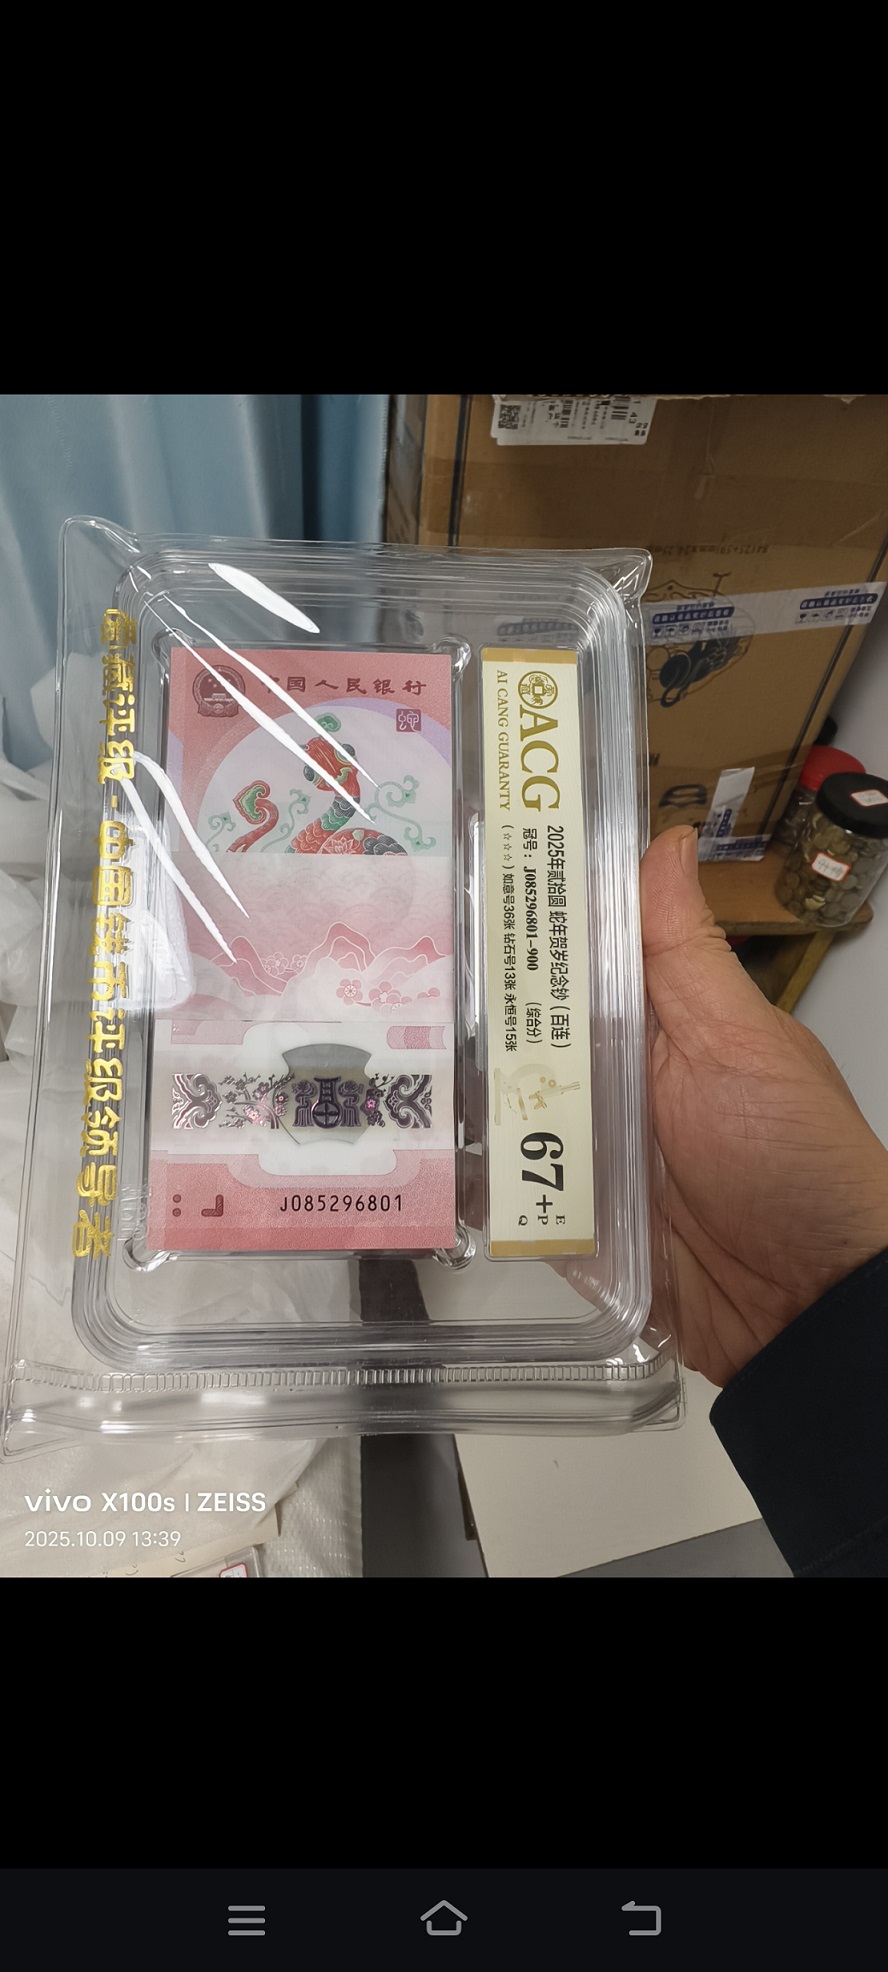 中国人民银行
J085296801
ACG
AI CANG GUARANTY
2025年贰拾圆 蛇年贺岁纪念钞 (百连)
冠号: J085296801-900 (综合分)
(☆☆☆) 如意号36张 钻石号13张 永恒号15张
67+
E
P
Q
爱藏评级-中国钱币评级领导者
vivo X100s | ZEISS
2025.10.09 13:39